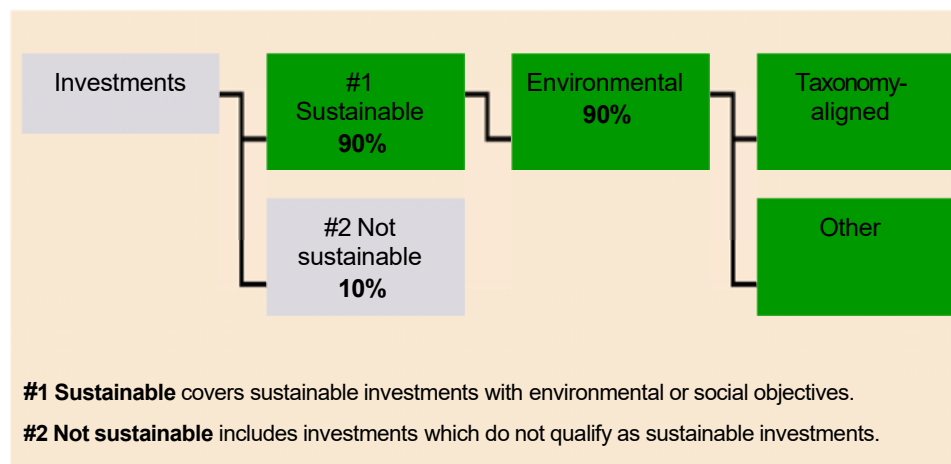 Investments
#1
Sustainable
90%
Environmental
90%
Taxonomy-
aligned
#2 Not
sustainable
10%
Other
#1 Sustainable covers sustainable investments with environmental or social objectives.
#2 Not sustainable includes investments which do not qualify as sustainable investments.